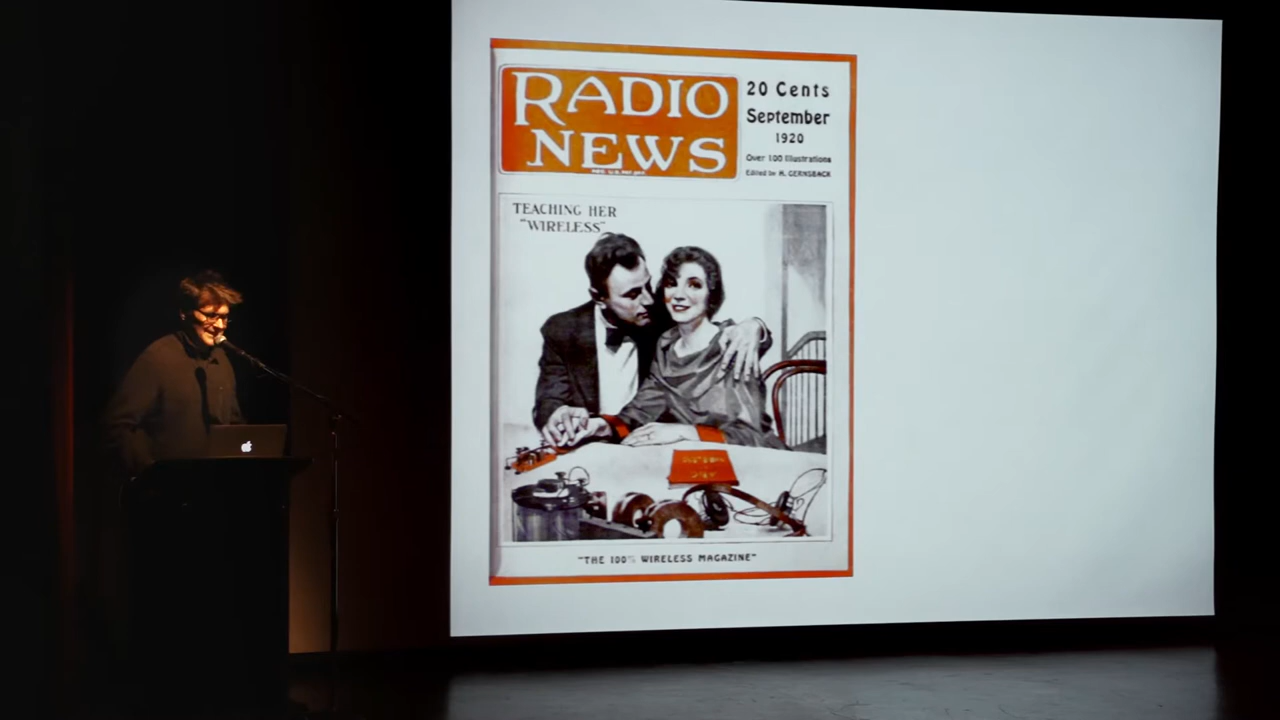 RADIO
NEWS
20 Cents
September
1920
Over 100 Illustrations
Edited by H. GERNSBACK
TEACHING HER
"WIRELESS"
"THE 100% WIRELESS MAGAZINE"